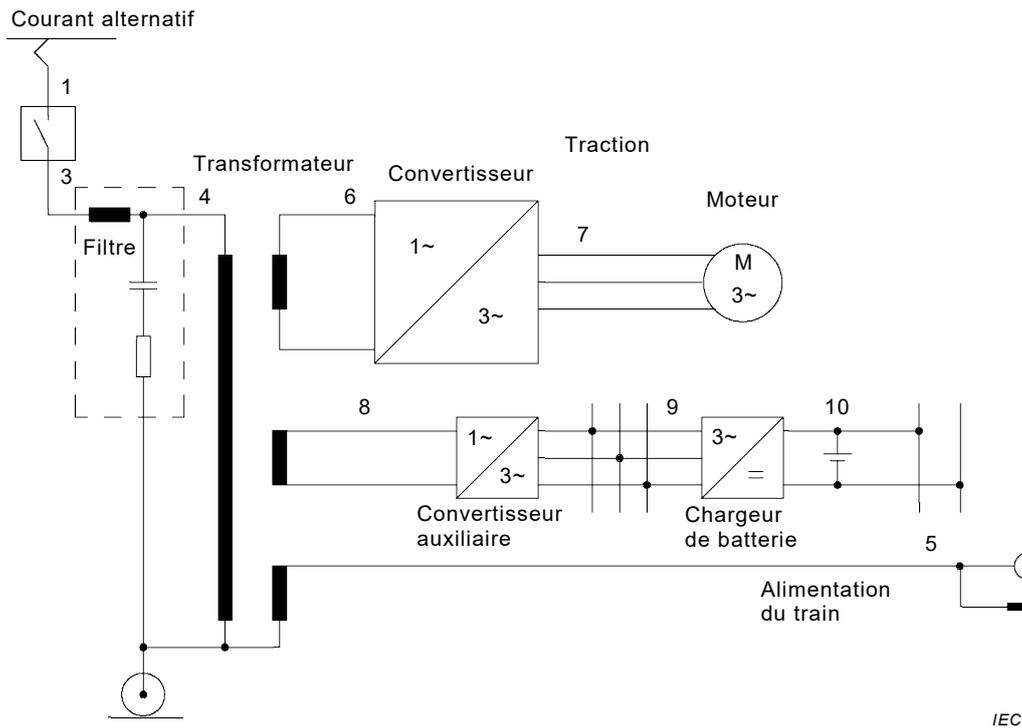 Courant alternatif
1
3
Transformateur
4
Filtre
6
Convertisseur
1~
3~
Traction
7
Moteur
M
3~
8
1~
3~
Convertisseur
auxiliaire
9
3~
=
Chargeur
de batterie
10
5
Alimentation
du train
IEC